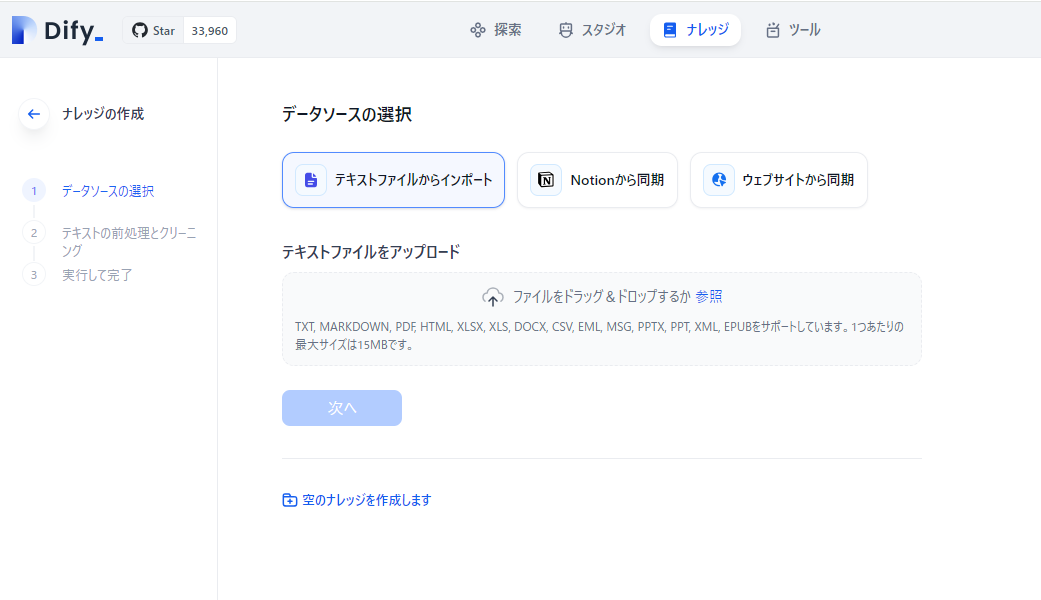 Dify_
Star 33,960
探索 スタジオ ナレッジ ツール
ナレッジの作成
1 データソースの選択
2 テキストの前処理とクリーニ
ング
3 実行して完了
データソースの選択
テキストファイルからインポート Notionから同期 ウェブサイトから同期
テキストファイルをアップロード
ファイルをドラッグ＆ドロップするか 参照
TXT, MARKDOWN, PDF, HTML, XLSX, XLS, DOCX, CSV, EML, MSG, PPTX, PPT, XML, EPUBをサポートしています。1つあたりの
最大サイズは15MBです。
次へ
空のナレッジを作成します